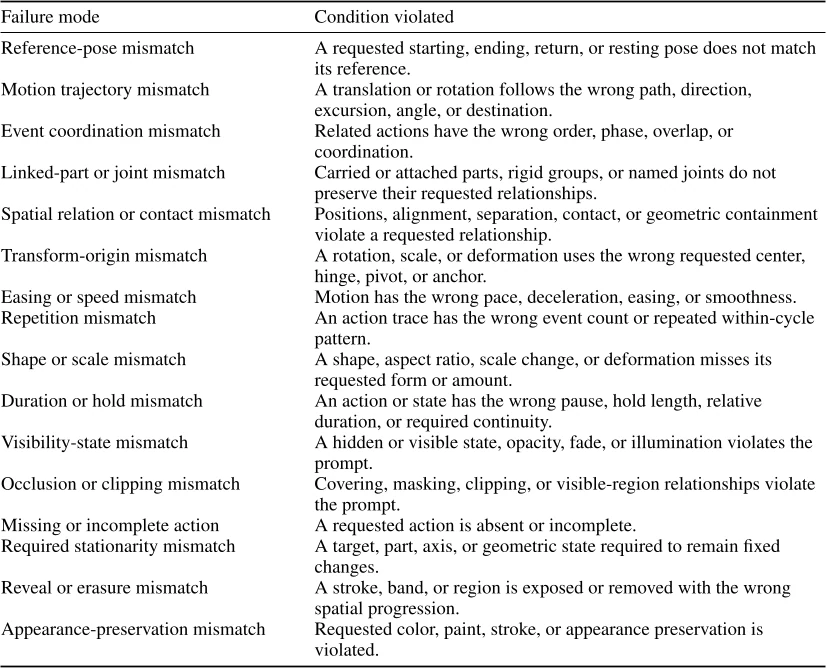 Failure mode Condition violated
Reference-pose mismatch A requested starting, ending, return, or resting pose does not match
its reference.
Motion trajectory mismatch A translation or rotation follows the wrong path, direction,
excursion, angle, or destination.
Event coordination mismatch Related actions have the wrong order, phase, overlap, or
coordination.
Linked-part or joint mismatch Carried or attached parts, rigid groups, or named joints do not
preserve their requested relationships.
Spatial relation or contact mismatch Positions, alignment, separation, contact, or geometric containment
violate a requested relationship.
Transform-origin mismatch A rotation, scale, or deformation uses the wrong requested center,
hinge, pivot, or anchor.
Easing or speed mismatch Motion has the wrong pace, deceleration, easing, or smoothness.
Repetition mismatch An action trace has the wrong event count or repeated within-cycle
pattern.
Shape or scale mismatch A shape, aspect ratio, scale change, or deformation misses its
requested form or amount.
Duration or hold mismatch An action or state has the wrong pause, hold length, relative
duration, or required continuity.
Visibility-state mismatch A hidden or visible state, opacity, fade, or illumination violates the
prompt.
Occlusion or clipping mismatch Covering, masking, clipping, or visible-region relationships violate
the prompt.
Missing or incomplete action A requested action is absent or incomplete.
Required stationarity mismatch A target, part, axis, or geometric state required to remain fixed
changes.
Reveal or erasure mismatch A stroke, band, or region is exposed or removed with the wrong
spatial progression.
Appearance-preservation mismatch Requested color, paint, stroke, or appearance preservation is
violated.